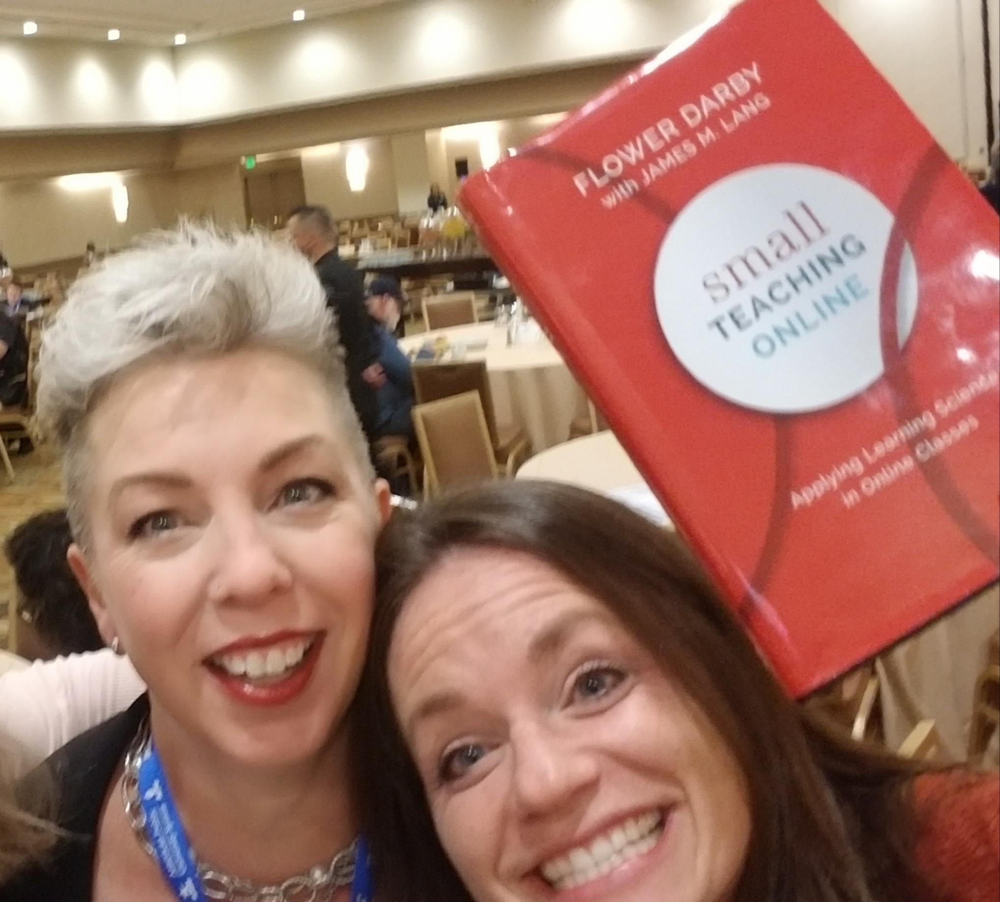 FLOWER DARBY
with JAMES M. LANG
small
TEACHING
ONLINE
Applying Learning Science
in Online Classes